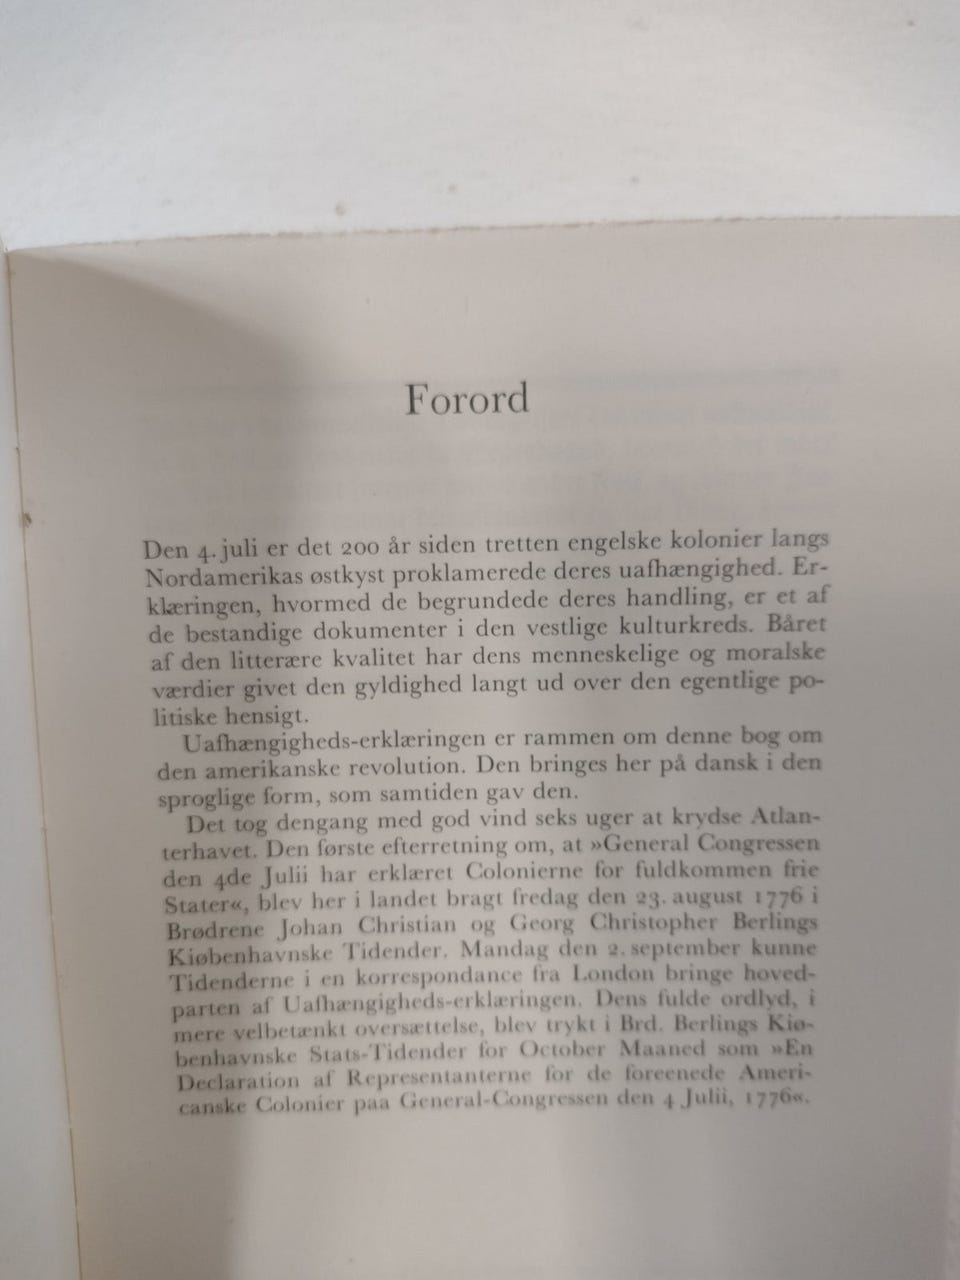 Forord
Den 4. juli er det 200 år siden tretten engelske kolonier langs
Nordamerikas østkyst proklamerede deres uafhængighed. Er-
klæringen, hvormed de begrundede deres handling, er et af
de bestandige dokumenter i den vestlige kulturkreds. Båret
af den litterære kvalitet har dens menneskelige og moralske
værdier givet den gyldighed langt ud over den egentlige po-
litiske hensigt.
Uafhængigheds-erklæringen er rammen om denne bog om
den amerikanske revolution. Den bringes her på dansk i den
sproglige form, som samtiden gav den.
Det tog dengang med god vind seks uger at krydse Atlan-
terhavet. Den første efterretning om, at »General Congressen
den 4de Julii har erklæret Colonierne for fuldkommen frie
Stater«, blev her i landet bragt fredag den 23. august 1776 i
Brødrene Johan Christian og Georg Christopher Berlings
Kiøbenhavnske Tidender. Mandag den 2. september kunne
Tidenderne i en korrespondance fra London bringe hoved-
parten af Uafhængigheds-erklæringen. Dens fulde ordlyd, i
mere velbetænkt oversættelse, blev trykt i Brd. Berlings Kiø-
benhavnske Stats-Tidender for October Maaned som »En
Declaration af Representanterne for de foreenede Ameri-
canske Colonier paa General-Congressen den 4 Julii, 1776«.